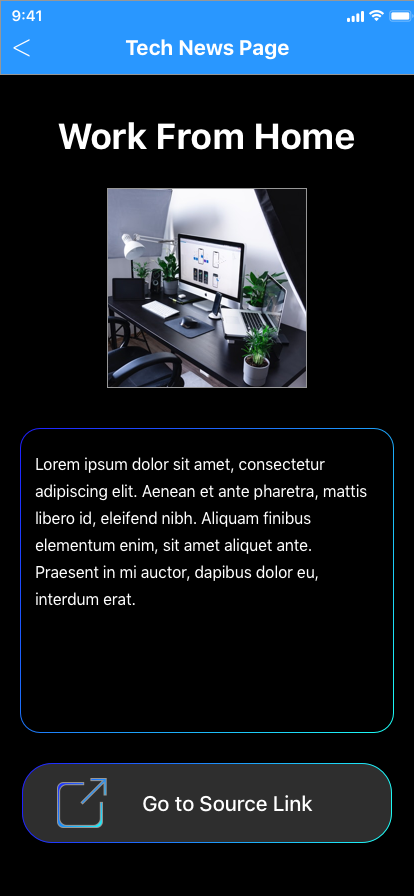 9:41
Tech News Page
Work From Home
Lorem ipsum dolor sit amet, consectetur
adipiscing elit. Aenean et ante pharetra, mattis
libero id, eleifend nibh. Aliquam finibus
elementum enim, sit amet aliquet ante.
Praesent in mi auctor, dapibus dolor eu,
interdum erat.
Go to Source Link